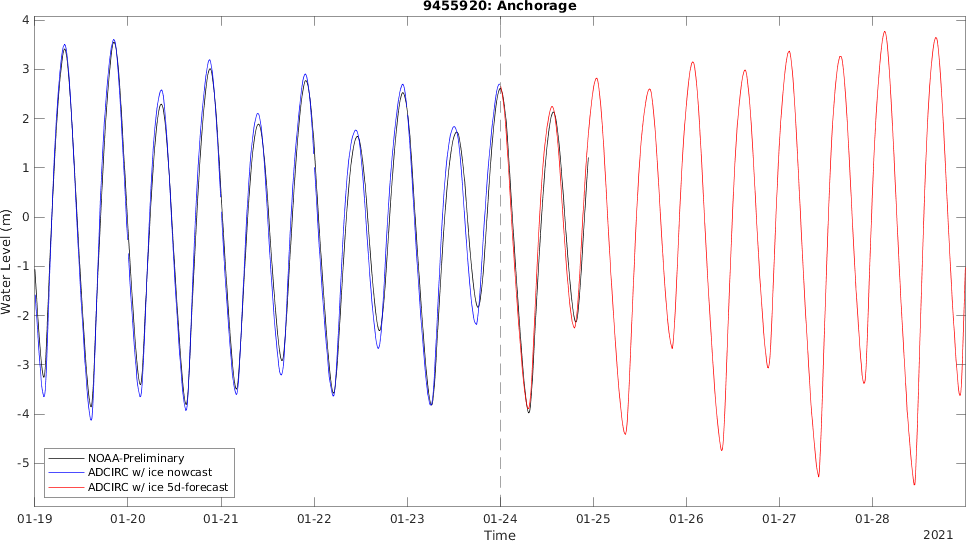 9455920: Anchorage
4
3
2
1
0
-1
-2
-3
-4
-5
Water Level (m)
NOAA-Preliminary
ADCIRC w/ ice nowcast
ADCIRC w/ ice 5d-forecast
01-19 01-20 01-21 01-22 01-23 01-24 01-25 01-26 01-27 01-28
Time
2021